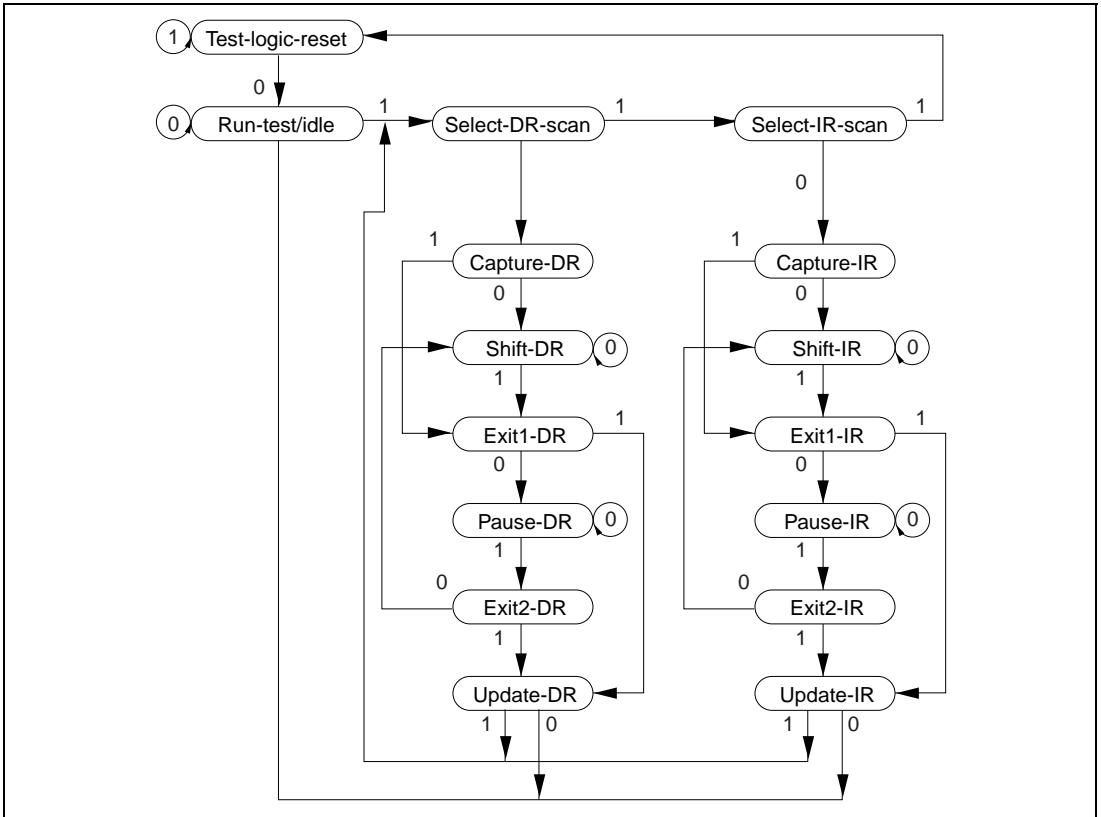 1 Test-logic-reset
0
0 Run-test/idle 1 Select-DR-scan 1 Select-IR-scan 1
0
1 1
Capture-DR Capture-IR
0 0
Shift-DR 0 Shift-IR 0
1 1
Exit1-DR 1 Exit1-IR 1
0 0
Pause-DR 0 Pause-IR 0
1 1
0 0
Exit2-DR Exit2-IR
1 1
Update-DR Update-IR
1 0 1 0